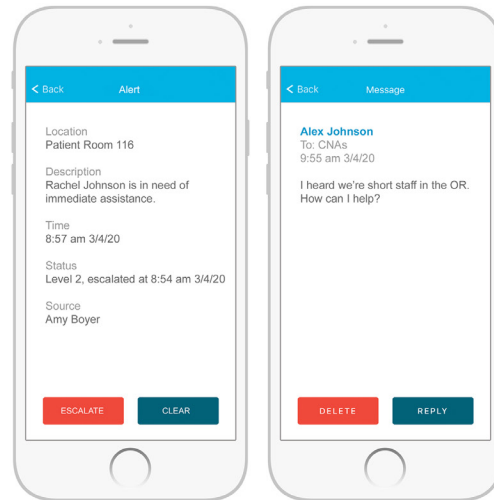 Back
Alert
Location
Patient Room 116
Description
Rachel Johnson is in need of
immediate assistance.
Time
8:57 am 3/4/20
Status
Level 2, escalated at 8:54 am 3/4/20
Source
Amy Boyer
ESCALATE
CLEAR
Back
Message
Alex Johnson
To: CNAs
9:55 am 3/4/20
I heard we're short staff in the OR.
How can I help?
DELETE
REPLY